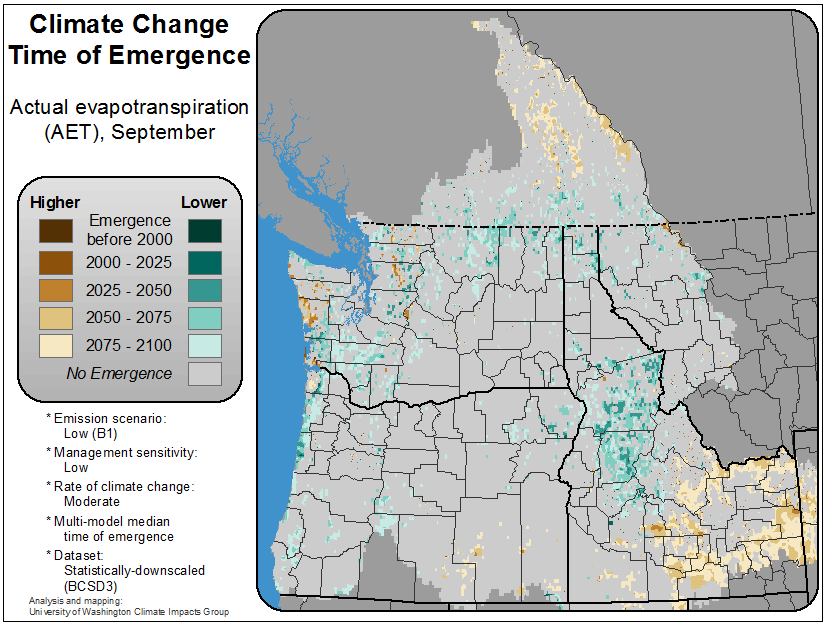 Climate Change
Time of Emergence
Actual evapotranspiration
(AET), September
Higher Lower
Emergence
before 2000
2000 - 2025
2025 - 2050
2050 - 2075
2075 - 2100
No Emergence
* Emission scenario:
Low (B1)
* Management sensitivity:
Low
* Rate of climate change:
Moderate
* Multi-model median
time of emergence
* Dataset:
Statistically-downscaled
(BCSD3)
Analysis and mapping:
University of Washington Climate Impacts Group